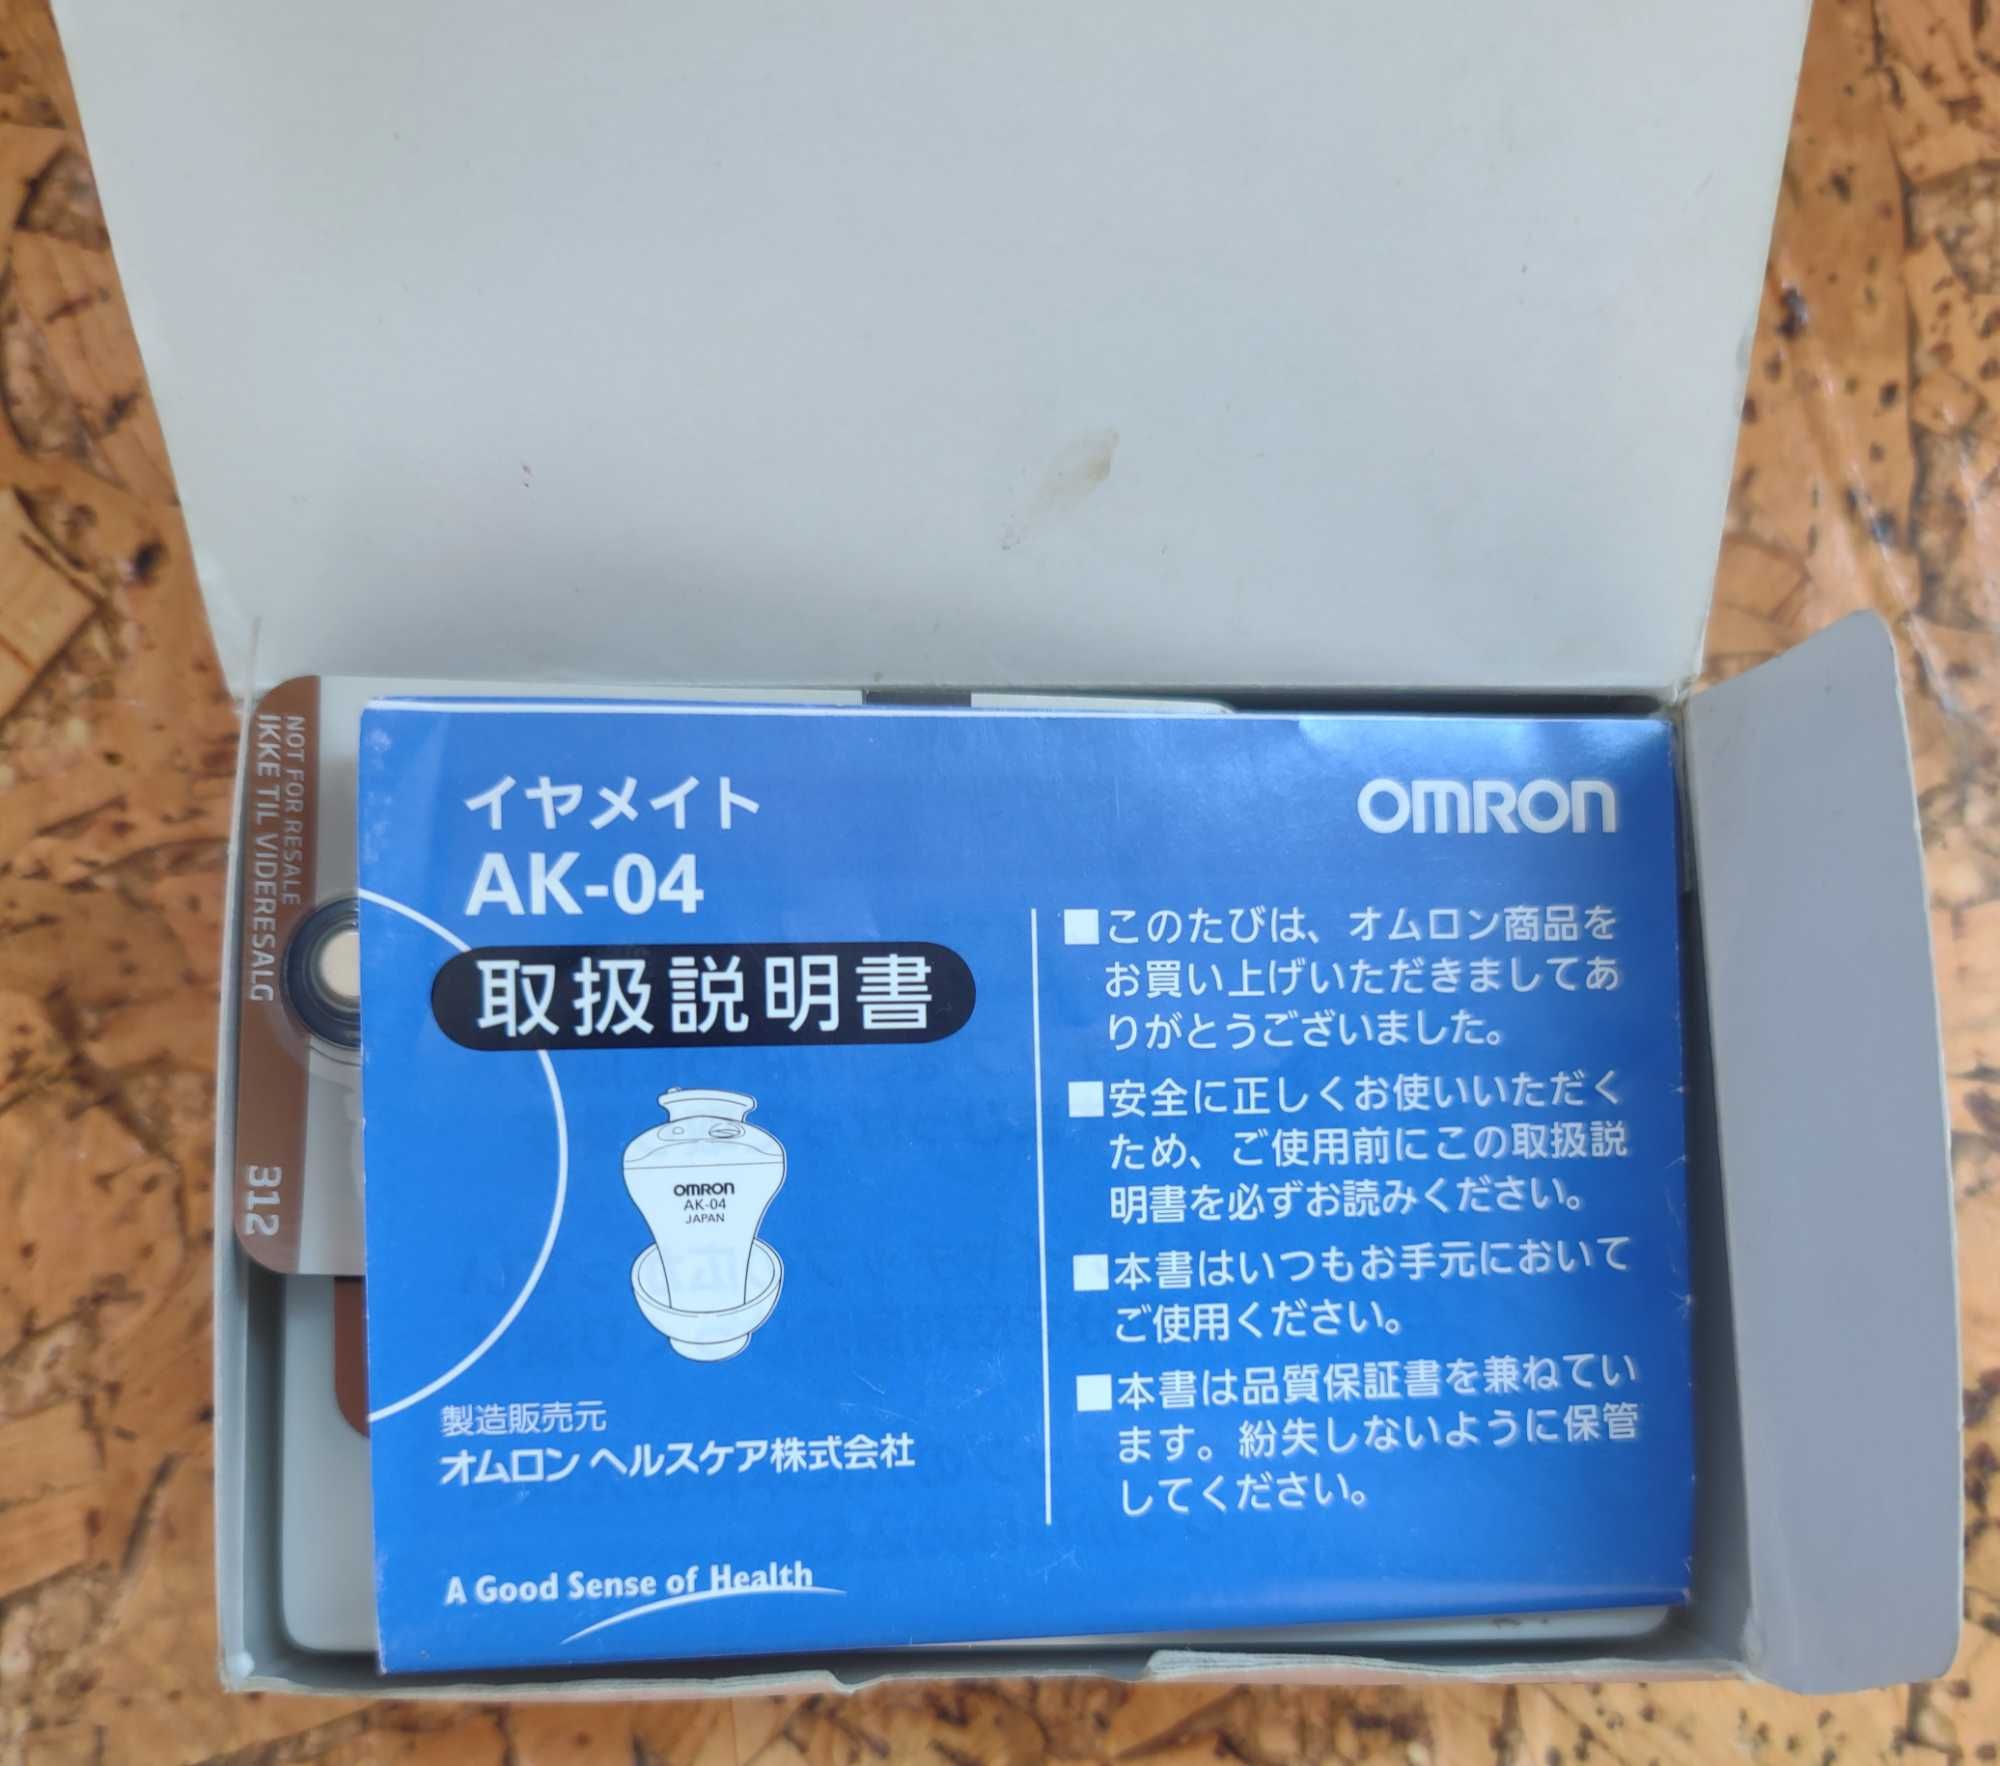 NOT FOR RESALE
IKKE TIL VIDERESALG
312
イヤメイト
AK-04
取扱説明書
OMRON
AK-04
JAPAN
製造販売元
オムロン ヘルスケア株式会社
A Good Sense of Health
OMRON
■このたびは、オムロン商品を
お買い上げいただきましてあ
りがとうございました。
■安全に正しくお使いいただく
ため、ご使用前にこの取扱説
明書を必ずお読みください。
■本書はいつもお手元において
ご使用ください。
■本書は品質保証書を兼ねてい
ます。紛失しないように保管
してください。